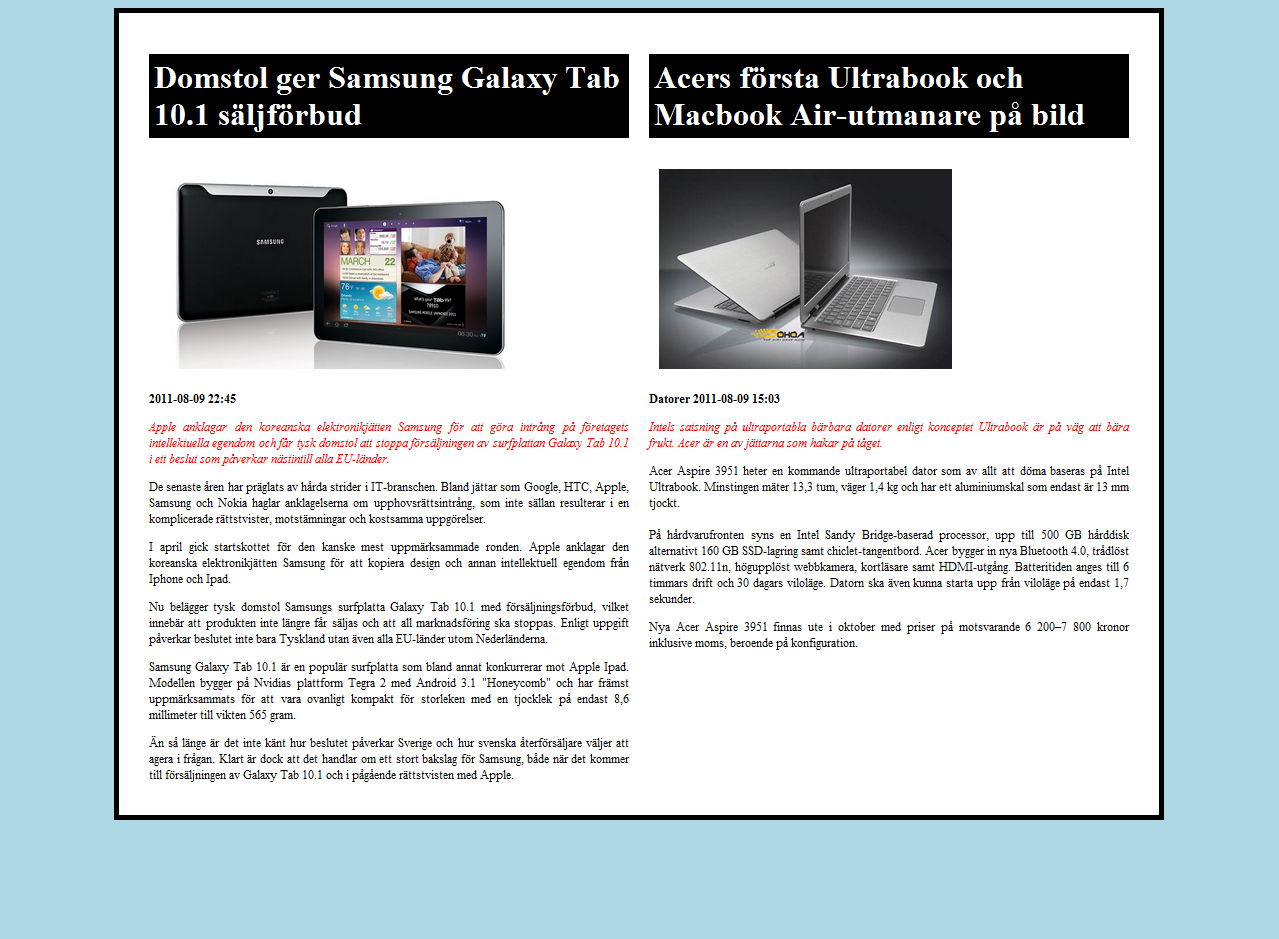 Domstol ger Samsung Galaxy Tab
10.1 säljförbud
SAMSUNG
MARCH 22
76°F
2011-08-09 22:45
Apple anklagar den koreanska elektronikjätten Samsung för att göra intrång på företagets
intellektuella egendom och får tysk domstol att stoppa försäljningen av surfplattan Galaxy Tab 10.1
i ett beslut som påverkar nästintill alla EU-länder.
De senaste åren har präglats av hårda strider i IT-branschen. Bland jättar som Google, HTC, Apple,
Samsung och Nokia haglar anklagelserna om upphovsrättsintrång, som inte sällan resulterar i en
komplicerade rättstvister, motstämningar och kostsamma uppgörelser.
I april gick startskottet för den kanske mest uppmärksammade ronden. Apple anklagar den
koreanska elektronikjätten Samsung för att kopiera design och annan intellektuell egendom från
Iphone och Ipad.
Nu belägger tysk domstol Samsungs surfplatta Galaxy Tab 10.1 med försäljningsförbud, vilket
innebär att produkten inte längre får säljas och att all marknadsföring ska stoppas. Enligt uppgift
påverkar beslutet inte bara Tyskland utan även alla EU-länder utom Nederländerna.
Samsung Galaxy Tab 10.1 är en populär surfplatta som bland annat konkurrerar mot Apple Ipad.
Modellen bygger på Nvidias plattform Tegra 2 med Android 3.1 "Honeycomb" och har främst
uppmärksammats för att vara ovanligt kompakt för storleken med en tjocklek på endast 8,6
millimeter till vikten 565 gram.
Än så länge är det inte känt hur beslutet påverkar Sverige och hur svenska återförsäljare väljer att
agera i frågan. Klart är dock att det handlar om ett stort bakslag för Samsung, både när det kommer
till försäljningen av Galaxy Tab 10.1 och i pågående rättstvisten med Apple.
Acers första Ultrabook och
Macbook Air-utmanare på bild
OHOA
Datorer 2011-08-09 15:03
Intels satsning på ultraportabla bärbara datorer enligt konceptet Ultrabook är på väg att bära
frukt. Acer är en av jättarna som hakar på tåget.
Acer Aspire 3951 heter en kommande ultraportabel dator som av allt att döma baseras på Intel
Ultrabook. Minstingen mäter 13,3 tum, väger 1,4 kg och har ett aluminiumskal som endast är 13 mm
tjockt.
På hårdvarufronten syns en Intel Sandy Bridge-baserad processor, upp till 500 GB hårddisk
alternativt 160 GB SSD-lagring samt chiclet-tangentbord. Acer bygger in nya Bluetooth 4.0, trådlöst
nätverk 802.11n, högupplöst webbkamera, kortläsare samt HDMI-utgång. Batteritiden anges till 6
timmars drift och 30 dagars viloläge. Datorn ska även kunna starta upp från viloläge på endast 1,7
sekunder.
Nya Acer Aspire 3951 finnas ute i oktober med priser på motsvarande 6 200–7 800 kronor
inklusive moms, beroende på konfiguration.